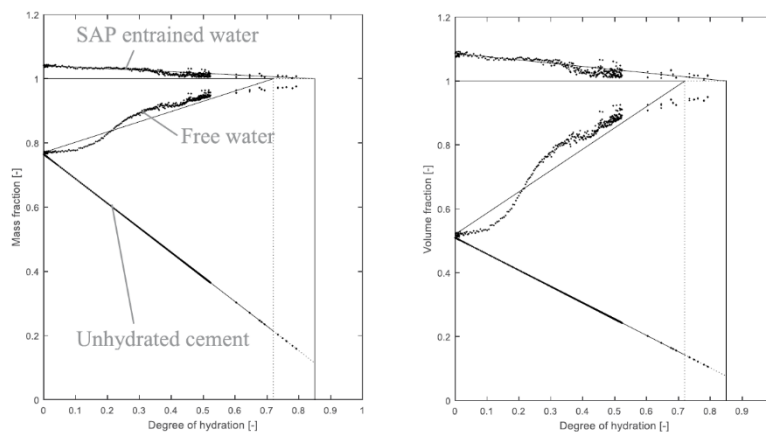 1.2
SAP entrained water
1
Free water
0.8
0.6
0.4
Unhydrated cement
0.2
0
0 0.1 0.2 0.3 0.4 0.5 0.6 0.7 0.8 0.9 1
Mass fraction [-]
Degree of hydration [-]
1.2
1
0.8
0.6
0.4
0.2
0
0 0.1 0.2 0.3 0.4 0.5 0.6 0.7 0.8 0.9
Volume fraction [-]
Degree of hydration [-]